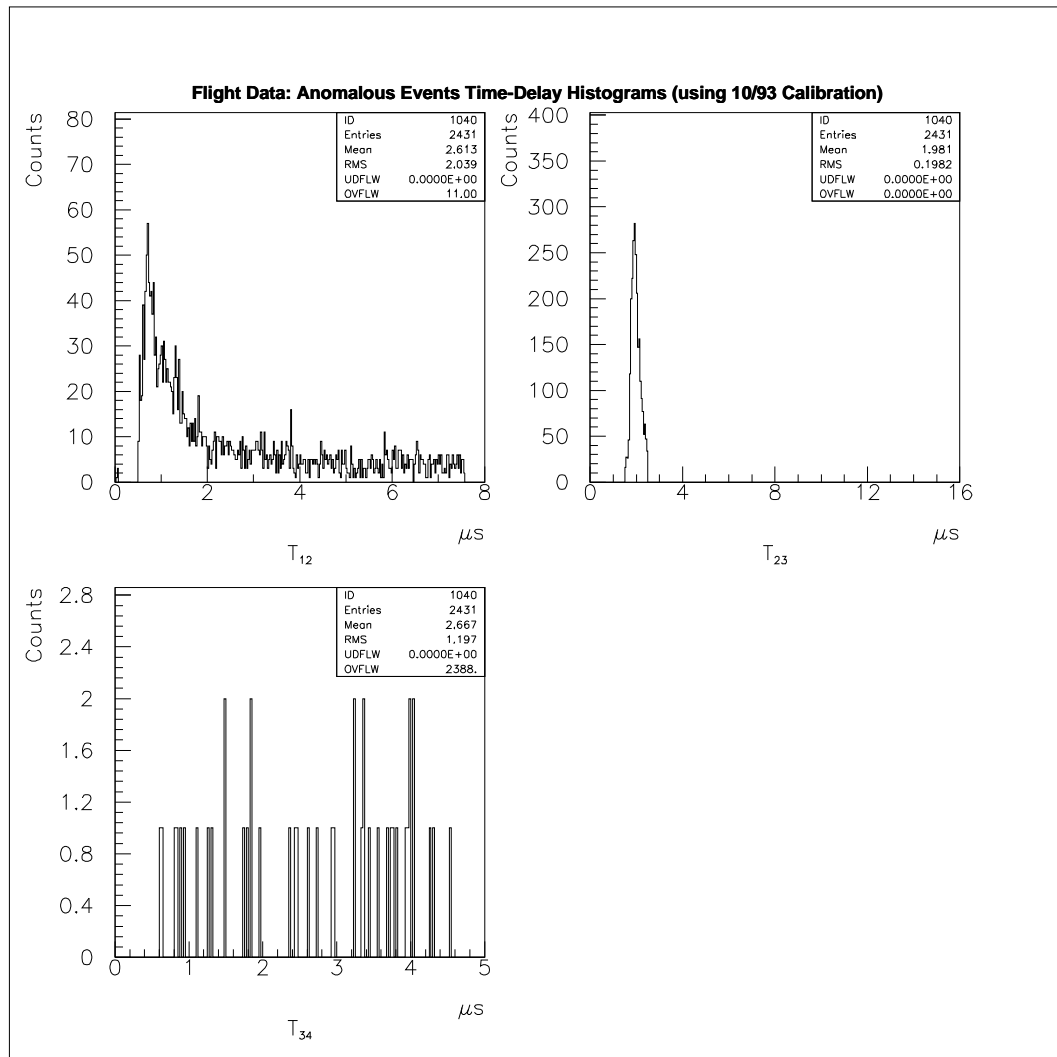 Flight Data: Anomalous Events Time-Delay Histograms (using 10/93 Calibration)
Counts
80
70
60
50
40
30
20
10
0
ID 1040
Entries 2431
Mean 2.613
RMS 2.039
UDFLW 0.0000E+00
OVFLW 11.00
0 2 4 6 8
μs
T12
Counts
400
350
300
250
200
150
100
50
0
ID 1040
Entries 2431
Mean 1.981
RMS 0.1982
UDFLW 0.0000E+00
OVFLW 0.0000E+00
0 4 8 12 16
μs
T23
Counts
2.8
2.4
2
1.6
1.2
0.8
0.4
0
ID 1040
Entries 2431
Mean 2.667
RMS 1.197
UDFLW 0.0000E+00
OVFLW 2388.
0 1 2 3 4 5
μs
T34